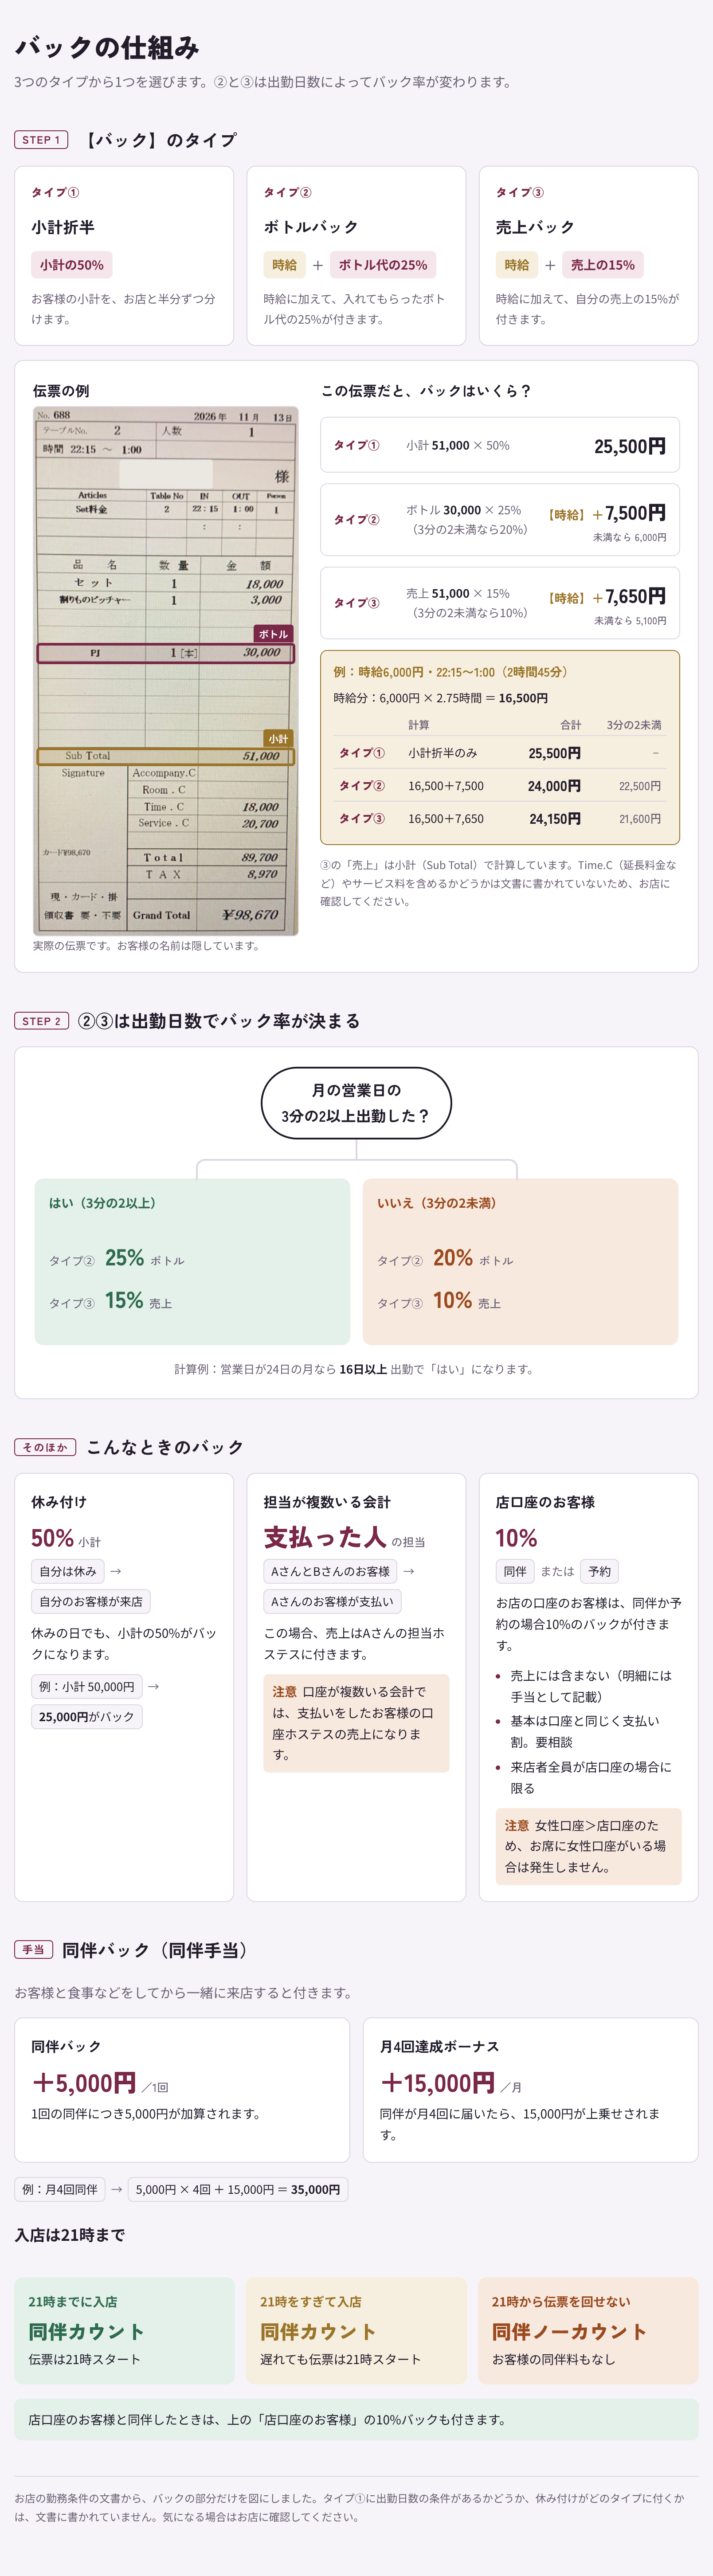 バックの仕組み
3つのタイプから1つを選びます。②と③は出勤日数によってバック率が変わります。
STEP 1 【バック】のタイプ
タイプ①
小計折半
小計の50%
お客様の小計を、お店と半分ずつ分
けます。
タイプ②
ボトルバック
時給 + ボトル代の25%
時給に加えて、入れてもらったボト
ル代の25%が付きます。
タイプ③
売上バック
時給 + 売上の15%
時給に加えて、自分の売上の15%が
付きます。
伝票の例
No. 688 2026年 11月 13日
テーブルNo. 2 人数 1
時間 22:15 ～ 1:00
様
Articles Table No IN OUT Person
Set料金 2 22:15 1:00 1
: :
品 名 数量 金 額
セット 1 18,000
割りものピッチャー 1 3,000
ボトル
PJ 1 [本] 30,000
小計
Sub Total 51,000
Signature Accompany.C
Room . C
Time . C 18,000
Service . C 20,700
カード¥98,670
Total 89,700
T A X 8,970
現・カード・掛
領収書 要・不要 Grand Total ¥98,670
実際の伝票です。お客様の名前は隠しています。
この伝票だと、バックはいくら？
タイプ① 小計 51,000 × 50% 25,500円
タイプ② ボトル 30,000 × 25% 【時給】＋7,500円
（3分の2未満なら20%） 未満なら 6,000円
タイプ③ 売上 51,000 × 15% 【時給】＋7,650円
（3分の2未満なら10%） 未満なら 5,100円
例：時給6,000円・22:15〜1:00（2時間45分）
時給分：6,000円 × 2.75時間 ＝ 16,500円
計算 合計 3分の2未満
タイプ① 小計折半のみ 25,500円 –
タイプ② 16,500＋7,500 24,000円 22,500円
タイプ③ 16,500＋7,650 24,150円 21,600円
③の「売上」は小計（Sub Total）で計算しています。Time.C（延長料金な
ど）やサービス料を含めるかどうかは文書に書かれていないため、お店に
確認してください。
STEP 2 ②③は出勤日数でバック率が決まる
月の営業日の
3分の2以上出勤した？
はい（3分の2以上）
タイプ② 25% ボトル
タイプ③ 15% 売上
いいえ（3分の2未満）
タイプ② 20% ボトル
タイプ③ 10% 売上
計算例：営業日が24日の月なら 16日以上 出勤で「はい」になります。
そのほか こんなときのバック
休み付け
50% 小計
自分は休み →
自分のお客様が来店
休みの日でも、小計の50%がバッ
クになります。
例：小計 50,000円 →
25,000円がバック
担当が複数いる会計
支払った人 の担当
AさんとBさんのお客様 →
Aさんのお客様が支払い
この場合、売上はAさんの担当ホ
ステスに付きます。
注意 口座が複数いる会計で
は、支払いをしたお客様の口
座ホステスの売上になりま
す。
店口座のお客様
10%
同伴 または 予約
お店の口座のお客様は、同伴か予
約の場合10%のバックが付きま
す。
• 売上には含まない（明細には
手当として記載）
• 基本は口座と同じく支払い
割。要相談
• 来店者全員が店口座の場合に
限る
注意 女性口座＞店口座のた
め、お席に女性口座がいる場
合は発生しません。
手当 同伴バック（同伴手当）
お客様と食事などをしてから一緒に来店すると付きます。
同伴バック
＋5,000円 ／1回
1回の同伴につき5,000円が加算されます。
月4回達成ボーナス
＋15,000円 ／月
同伴が月4回に届いたら、15,000円が上乗せされま
す。
例：月4回同伴 → 5,000円 × 4回 ＋ 15,000円 ＝ 35,000円
入店は21時まで
21時までに入店
同伴カウント
伝票は21時スタート
21時をすぎて入店
同伴カウント
遅れても伝票は21時スタート
21時から伝票を回せない
同伴ノーカウント
お客様の同伴料もなし
店口座のお客様と同伴したときは、上の「店口座のお客様」の10%バックも付きます。
お店の勤務条件の文書から、バックの部分だけを図にしました。タイプ①に出勤日数の条件があるかどうか、休み付けがどのタイプに付くか
は、文書に書かれていません。気になる場合はお店に確認してください。